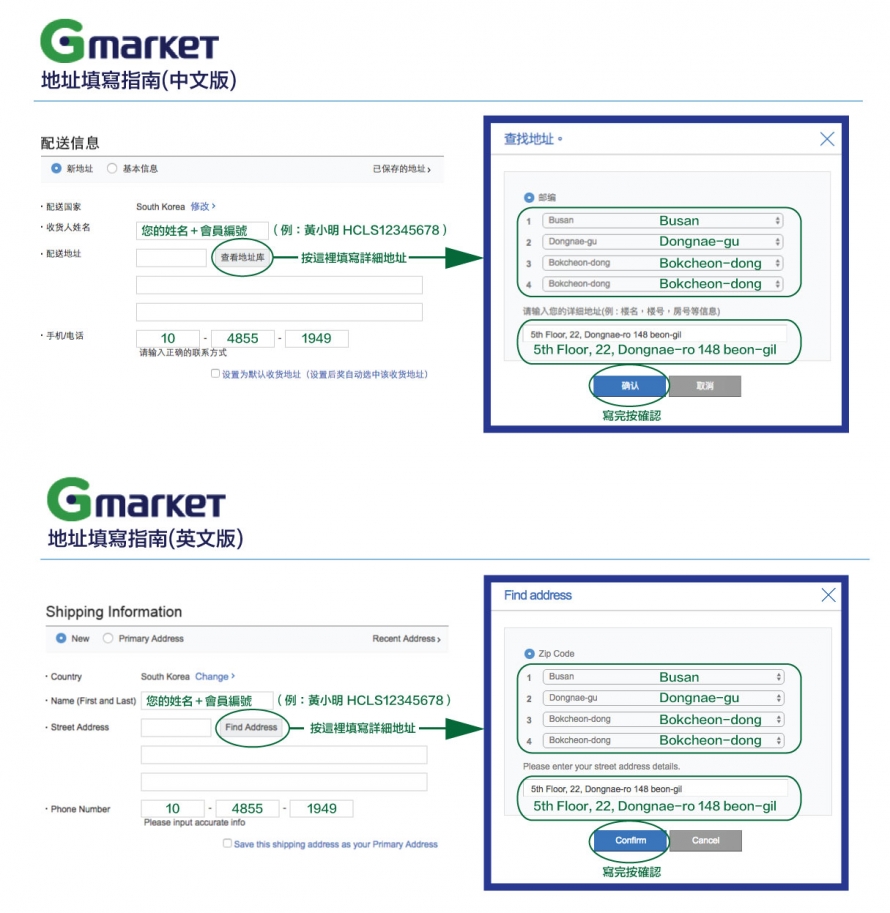 Gmarket
地址填寫指南(中文版)
配送信息
新地址 基本信息 已保存的地址 ›
· 配送国家 South Korea 修改 ›
· 收货人姓名 您的姓名+會員編號 (例：黃小明 HCLS12345678)
· 配送地址 查看地址库 按這裡填寫詳細地址
· 手机/电话 10 - 4855 - 1949
请输入正确的联系方式
设置为默认收货地址（设置后奖自动选中该收货地址）
查找地址。
邮编
1 Busan Busan
2 Dongnae-gu Dongnae-gu
3 Bokcheon-dong Bokcheon-dong
4 Bokcheon-dong Bokcheon-dong
请输入您的详细地址(例：楼名，楼号，房号等信息)
5th Floor, 22, Dongnae-ro 148 beon-gil
5th Floor, 22, Dongnae-ro 148 beon-gil
确认 取消
寫完按確認
Gmarket
地址填寫指南(英文版)
Shipping Information
New Primary Address Recent Address ›
· Country South Korea Change ›
· Name (First and Last) 您的姓名+會員編號 (例：黃小明 HCLS12345678)
· Street Address Find Address 按這裡填寫詳細地址
· Phone Number 10 - 4855 - 1949
Please input accurate info
Save this shipping address as your Primary Address
Find address
Zip Code
1 Busan Busan
2 Dongnae-gu Dongnae-gu
3 Bokcheon-dong Bokcheon-dong
4 Bokcheon-dong Bokcheon-dong
Please enter your street address details.
5th Floor, 22, Dongnae-ro 148 beon-gil
5th Floor, 22, Dongnae-ro 148 beon-gil
Confirm Cancel
寫完按確認